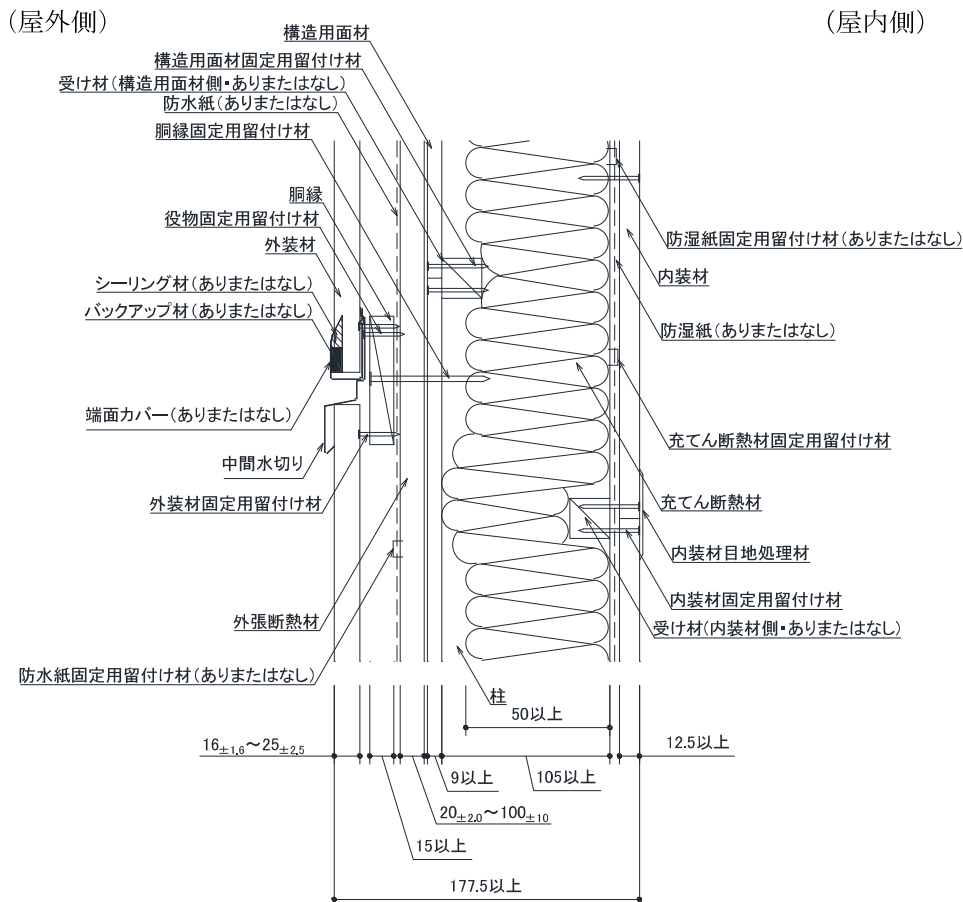 (屋外側)
(屋内側)
構造用面材
構造用面材固定用留付け材
受け材(構造用面材側・ありまたはなし)
防水紙(ありまたはなし)
胴縁固定用留付け材
胴縁
役物固定用留付け材
外装材
シーリング材(ありまたはなし)
バックアップ材(ありまたはなし)
端面カバー(ありまたはなし)
中間水切り
外装材固定用留付け材
外張断熱材
防水紙固定用留付け材(ありまたはなし)
防湿紙固定用留付け材(ありまたはなし)
内装材
防湿紙(ありまたはなし)
充てん断熱材固定用留付け材
充てん断熱材
内装材目地処理材
内装材固定用留付け材
受け材(内装材側・ありまたはなし)
柱
50以上
16±1.6～25±2.5
9以上
105以上
12.5以上
20±2.0～100±10
15以上
177.5以上